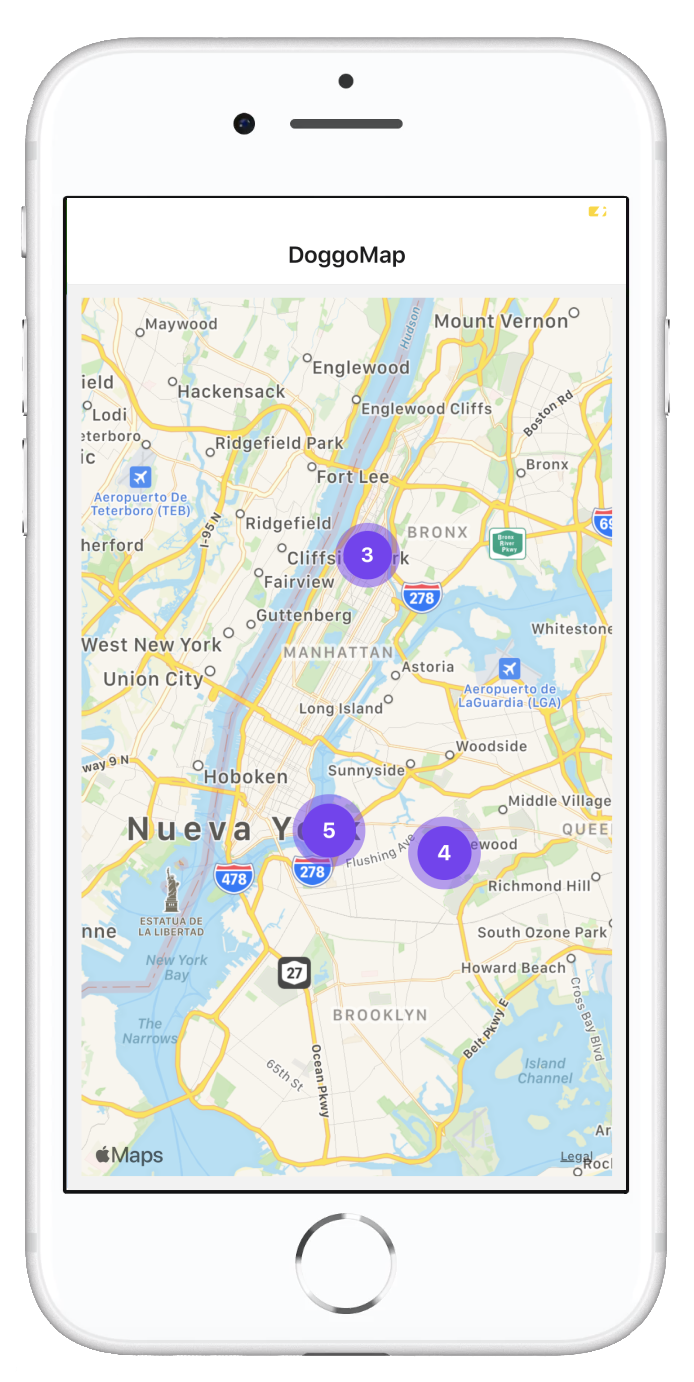 DoggoMap
Maywood
Mount Vernon
Hudson
Englewood
ield
Hackensack
Lodi
Englewood Cliffs
Boston Rd
eterboro
Ridgefield Park
ic
Fort Lee
Bronx
Aeropuerto De
Teterboro (TEB)
I-95 N
Ridgefield
69
BRONX
Bronx
River
Pkwy
herford
Cliffsi
3
rk
Fairview
278
Guttenberg
Whitestone
West New York
MANHATTAN
Astoria
Union City
Aeropuerto de
LaGuardia (LGA)
Long Island
Woodside
way 9 N
Sunnyside
Hoboken
Middle Village
Nueva Y
5
k
QUEE
Flushing Ave
4
ewood
478
278
Richmond Hill
ESTATUA DE
LA LIBERTAD
nne
South Ozone Park
New York
Bay
27
Howard Beach
Cross Bay Blvd
BROOKLYN
The
Narrows
Belt Pkwy E
65th St
Ocean Pkwy
Island
Channel
Ar
Maps
Legal
Roc